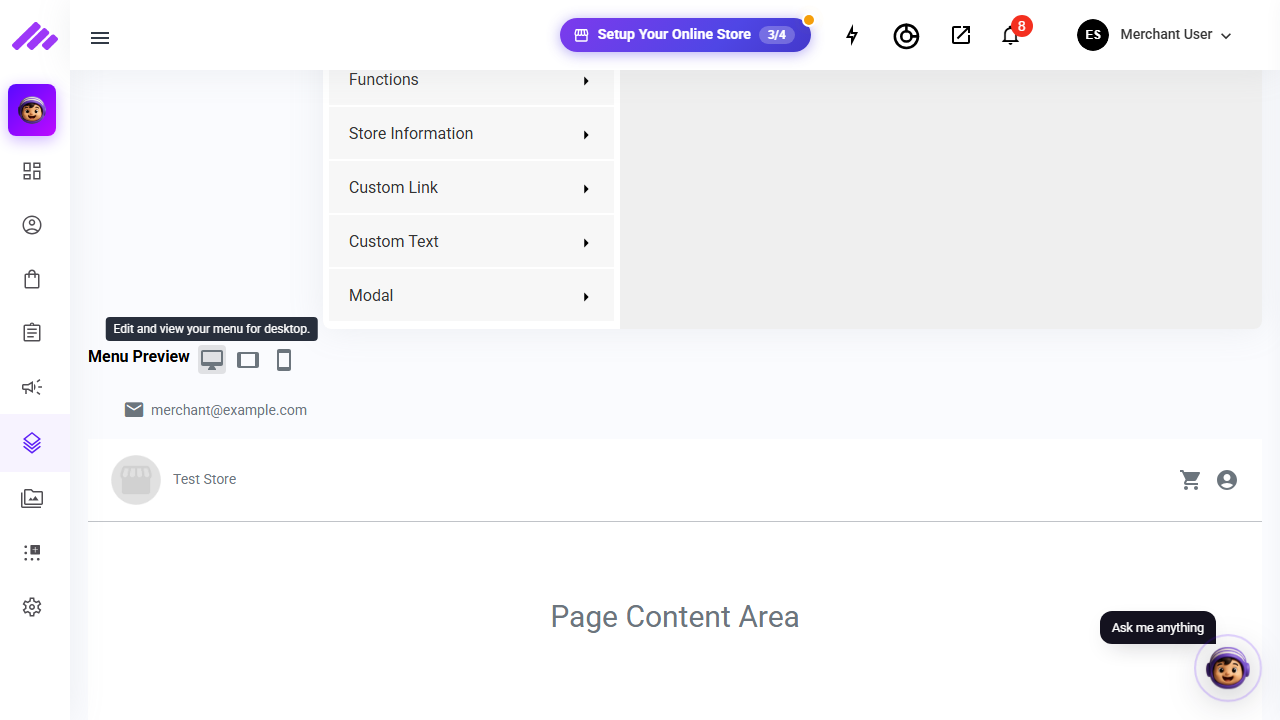 Setup Your Online Store 3/4
8
ES Merchant User
Functions
Store Information
Custom Link
Custom Text
Modal
Edit and view your menu for desktop.
Menu Preview
merchant@example.com
Test Store
Page Content Area
Ask me anything